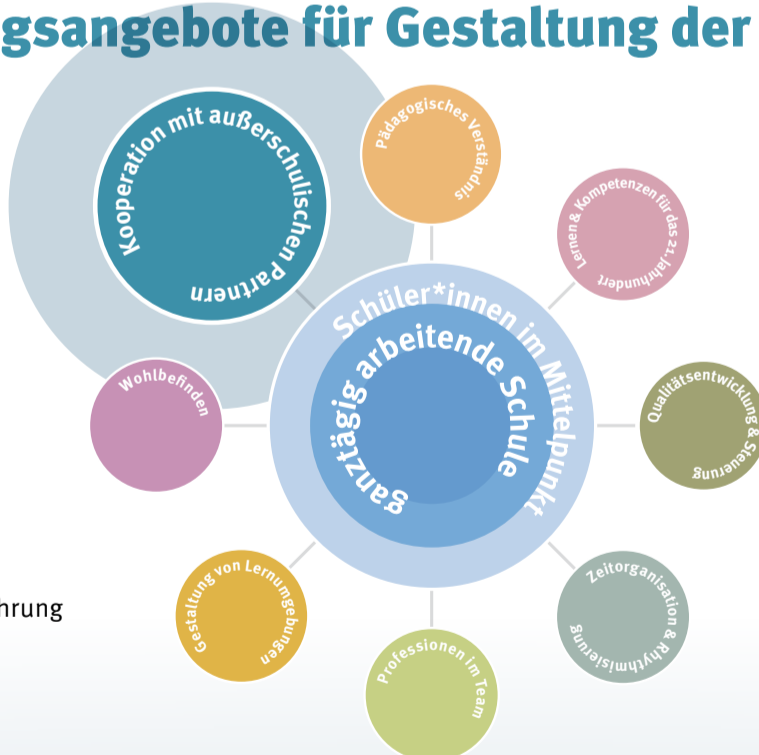 gsangebote für Gestaltung der
Kooperation mit außerschulischen Partnern
Pädagogisches Verständnis
Lernen & Kompetenzen für das 21. Jahrhundert
Schüler*innen im Mittelpunkt
ganztägig arbeitende Schule
Wohlbefinden
Qualitätsentwicklung & Steuerung
Gestaltung von Lernumgebungen
Zeitorganisation & Rhythmisierung
hrung
Professionen im Team